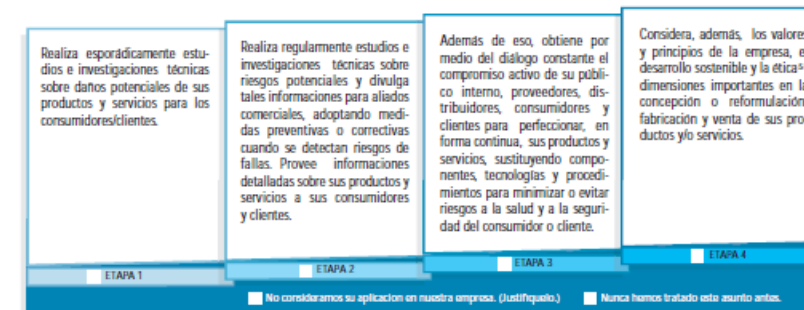 Realiza esporádicamente estu-
dios e investigaciones técnicas
sobre daños potenciales de sus
productos y servicios para los
consumidores/clientes.
ETAPA 1
Realiza regularmente estudios e
investigaciones técnicas sobre
riesgos potenciales y divulga
tales informaciones para aliados
comerciales, adoptando medi-
das preventivas o correctivas
cuando se detectan riesgos de
fallas. Provee informaciones
detalladas sobre sus productos y
servicios a sus consumidores
y clientes.
ETAPA 2
Además de eso, obtiene por
medio del diálogo constante el
compromiso activo de su públi-
co interno, proveedores, dis-
tribuidores, consumidores y
clientes para perfeccionar, en
forma continua, sus productos y
servicios, sustituyendo compo-
nentes, tecnologías y procedi-
mientos para minimizar o evitar
riesgos a la salud y a la seguri-
dad del consumidor o cliente.
ETAPA 3
Considera, además, los valores
y principios de la empresa, e
desarrollo sostenible y la ética
dimensiones importantes en la
concepción o reformulación
fabricación y venta de sus pro
ductos y/o servicios.
ETAPA 4
No consideramos su aplicacion en nuestra empresa. (Justifíquelo.)
Nunca hemos tratado este asunto antes.